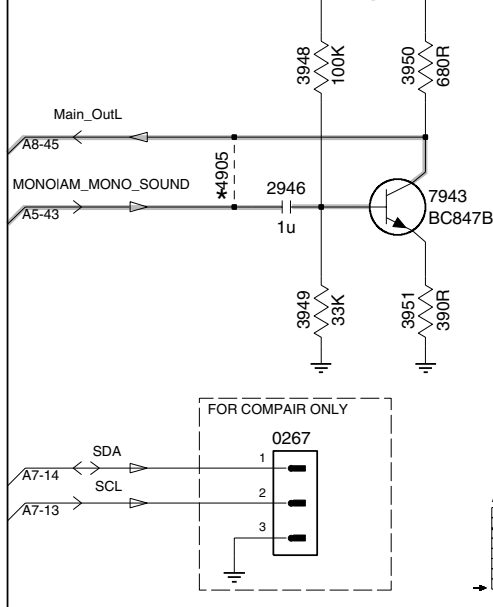 3948
100K
3950
680R
Main_OutL
A8-45
*4905
MONO|AM_MONO_SOUND
A5-43
2946
1u
7943
BC847B
3949
33K
3951
390R
FOR COMPAIR ONLY
0267
SDA
A7-14
1
SCL
A7-13
2
3